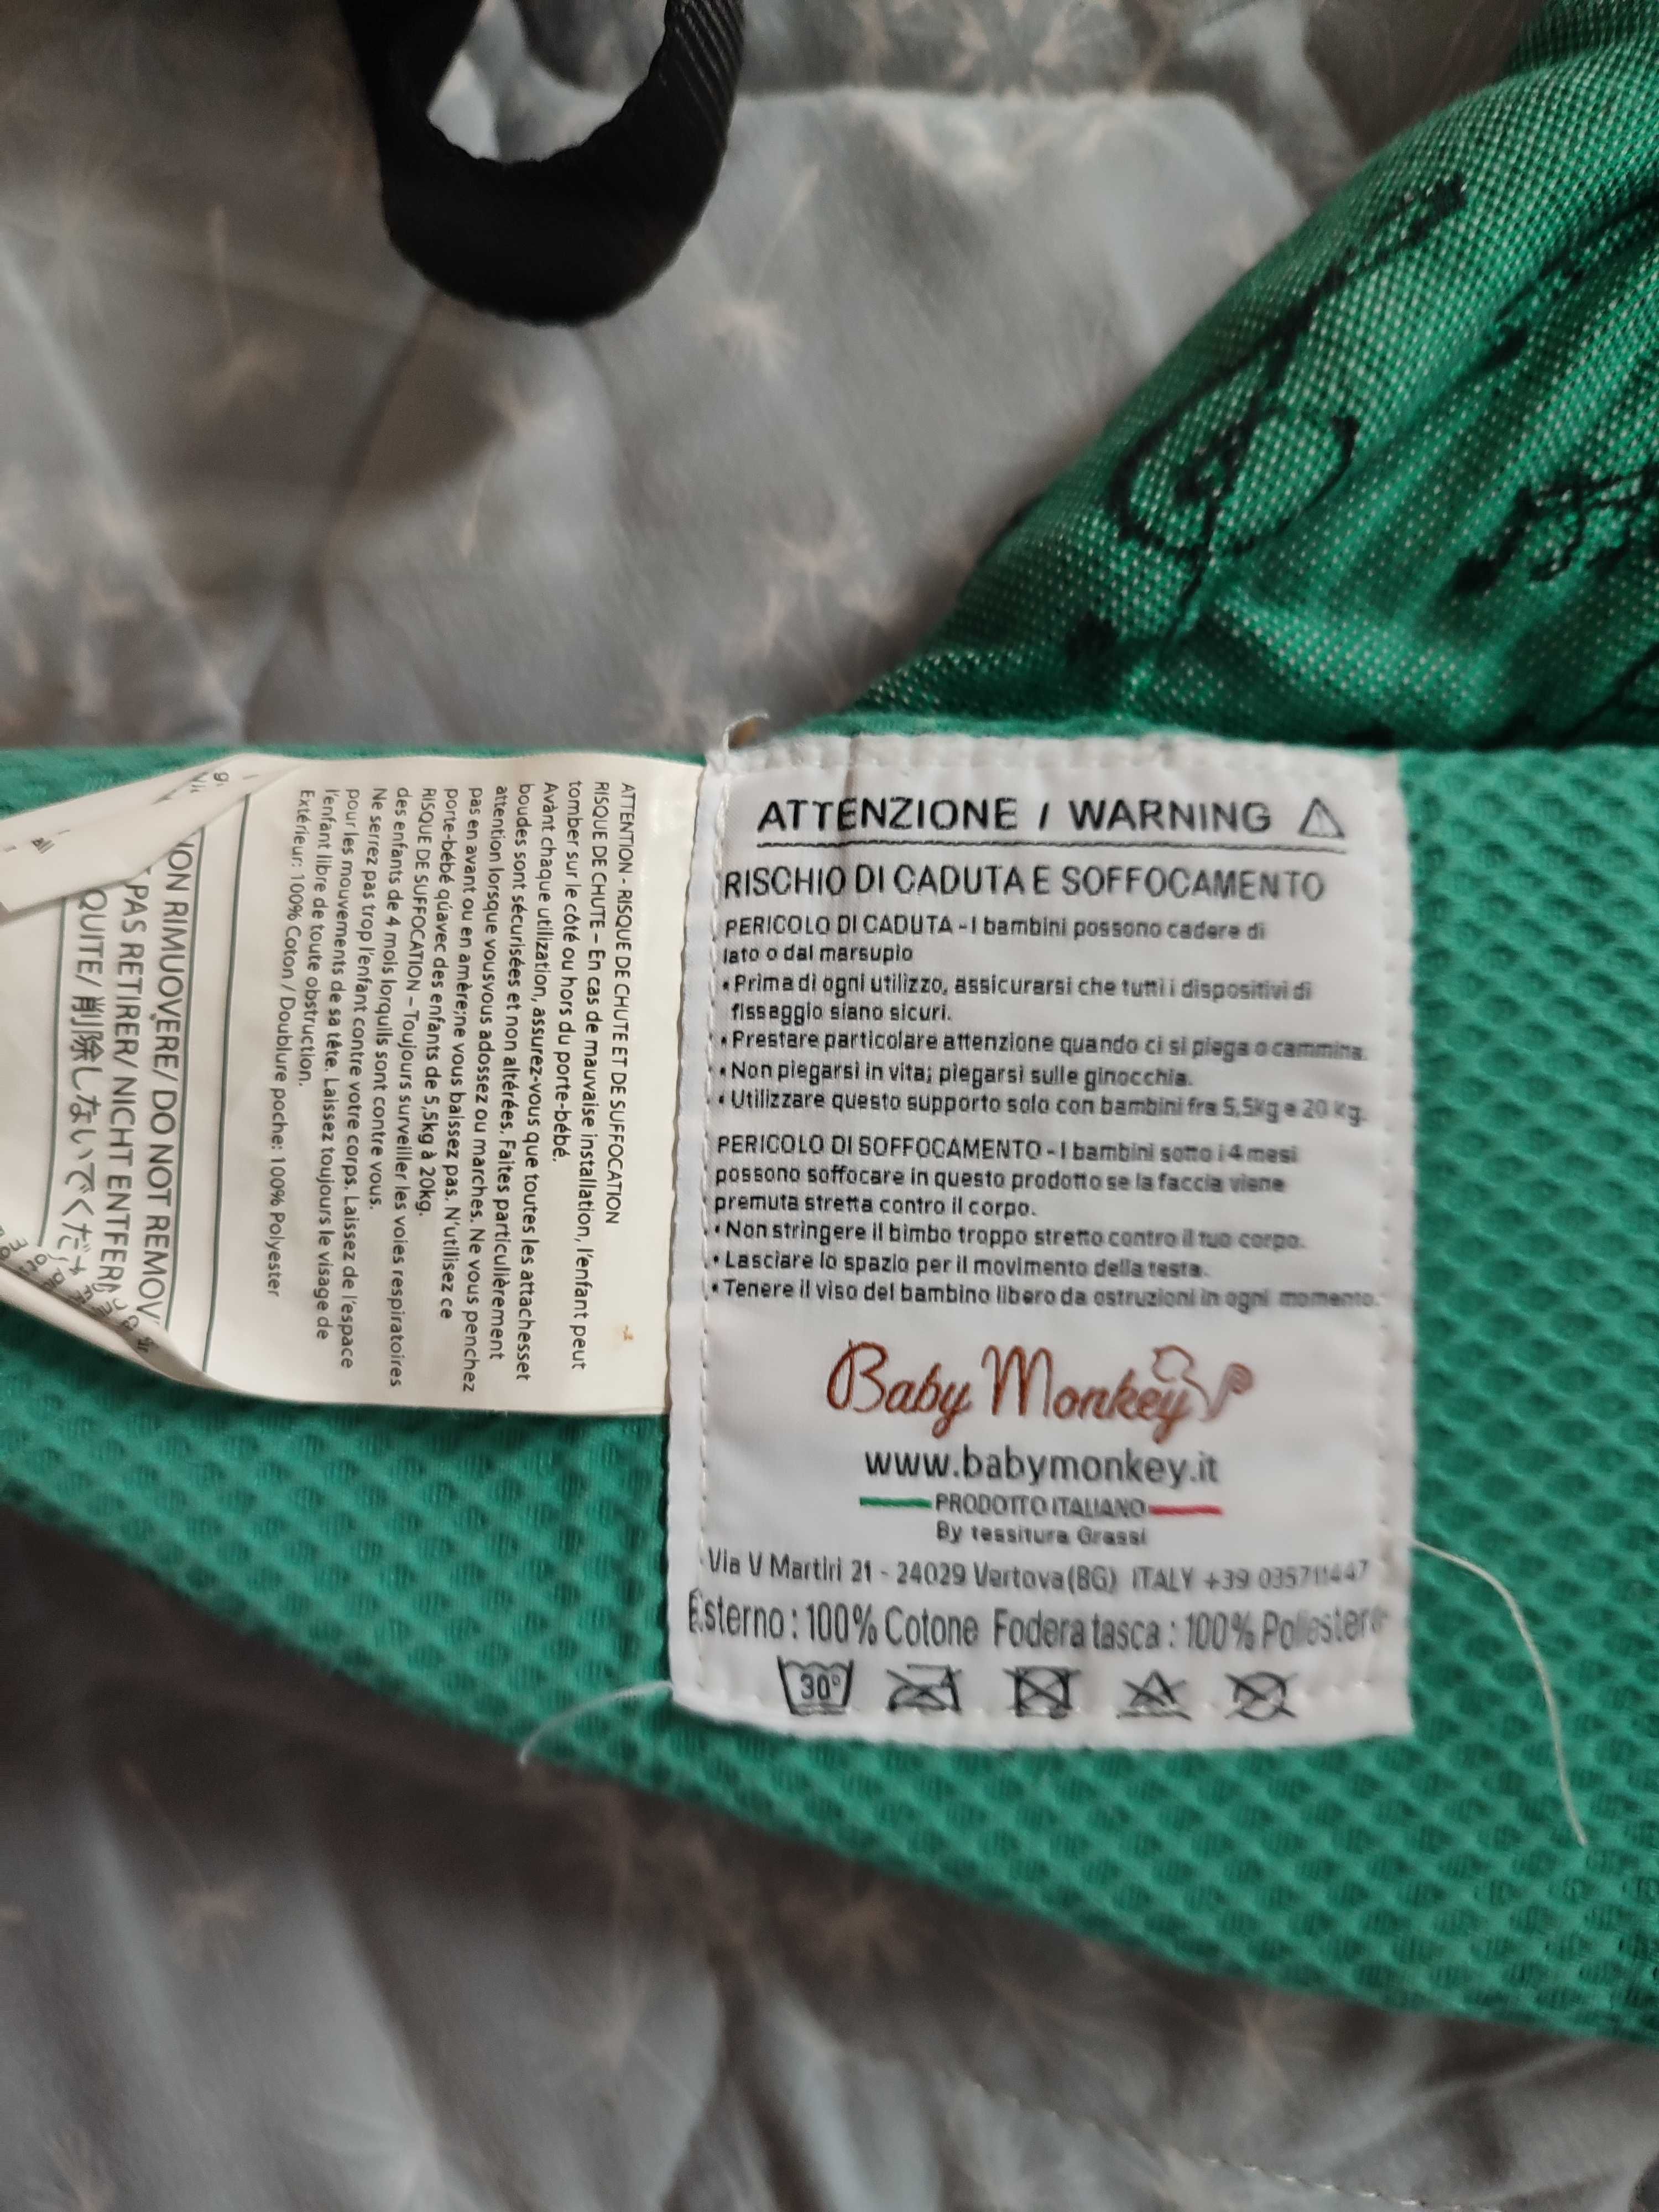 ATTENZIONE / WARNING
RISCHIO DI CADUTA E SOFFOCAMENTO
PERICOLO DI CADUTA - I bambini possono cadere di
lato o dal marsupio
• Prima di ogni utilizzo, assicurarsi che tutti i dispositivi di
fissaggio siano sicuri.
• Prestare particolare attenzione quando ci si piega o cammina.
• Non piegarsi in vita; piegarsi sulle ginocchia.
• Utilizzare questo supporto solo con bambini fra 5,5kg e 20 kg.
PERICOLO DI SOFFOCAMENTO - I bambini sotto i 4 mesi
possono soffocare in questo prodotto se la faccia viene
premuta stretta contro il corpo.
• Non stringere il bimbo troppo stretto contro il tuo corpo.
• Lasciare lo spazio per il movimento della testa.
• Tenere il viso del bambino libero da ostruzioni in ogni momento.
Baby Monkey
www.babymonkey.it
PRODOTTO ITALIANO
By tessitura Grassi
Via V Martiri 21 - 24029 Vertova (BG) ITALY +39 035711447
Esterno : 100% Cotone Fodera tasca : 100% Poliestere
30°
ATTENTION - RISQUE DE CHUTE ET DE SUFFOCATION
RISQUE DE CHUTE – En cas de mauvaise installation, l'enfant peut
tomber sur le côté ou hors du porte-bébé.
Avànt chaque utilization, assurez-vous que toutes les attachesset
boudes sont sécurisées et non altérées. Faites particulièrement
attention lorsque vousvous adossez ou marches. Ne vous penchez
pas en avant ou en amère;ne vous baissez pas. N'utilisez ce
porte-bébé qúavec des enfants de 5,5kg à 20kg.
RISQUE DE SUFFOCATION – Toujours surveiller les voies respiratoires
des enfants de 4 mois lorquils sont contre vous.
Ne serrez pas trop l'enfant contre votre corps. Laissez de l'espace
pour les mouvements de sa tête. Laissez toujours le visage de
l'enfant libre de toute obstruction.
Extérieur: 100% Coton / Doublure poche: 100% Polyester
ION RIMUOVERE/ DO NOT REMOV
PAS RETIRER/ NICHT ENTFERN
QUITE/ 削除しないでくだ